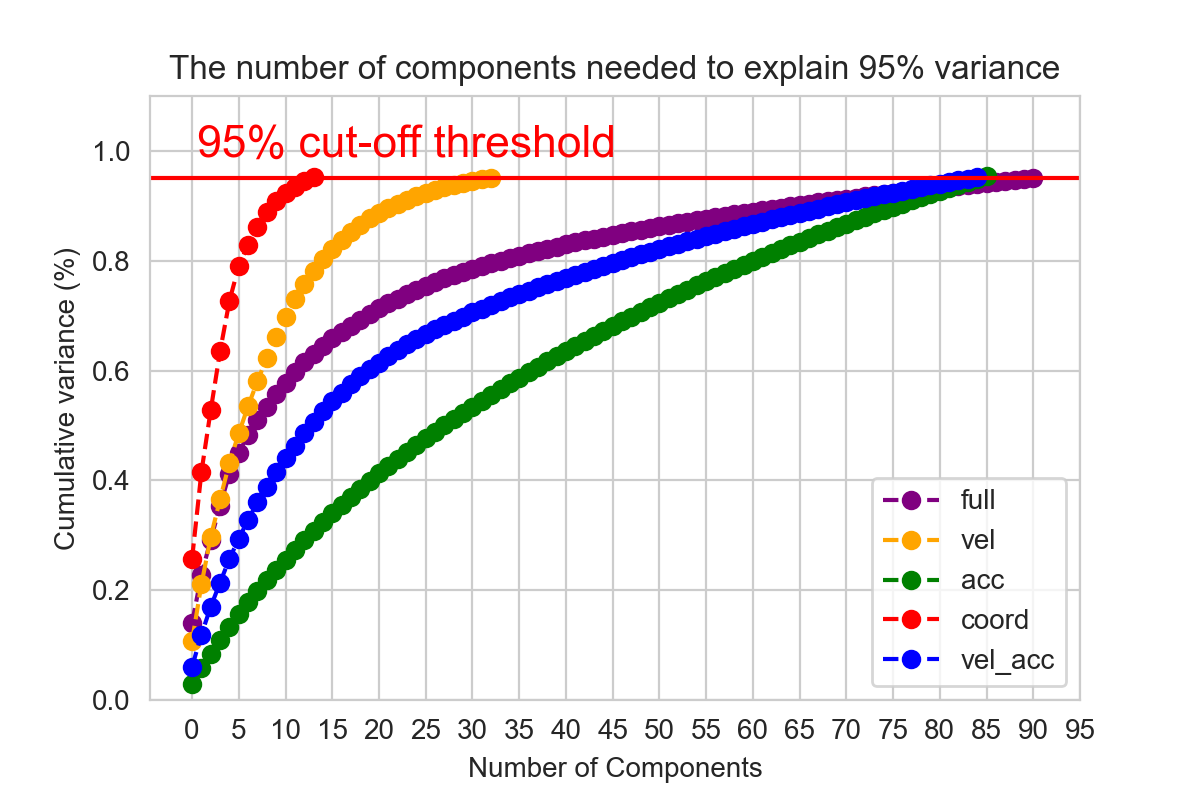 The number of components needed to explain 95% variance
95% cut-off threshold
1.0
0.8
0.6
0.4
0.2
0.0
Cumulative variance (%)
0 5 10 15 20 25 30 35 40 45 50 55 60 65 70 75 80 85 90 95
Number of Components
full
vel
acc
coord
vel_acc